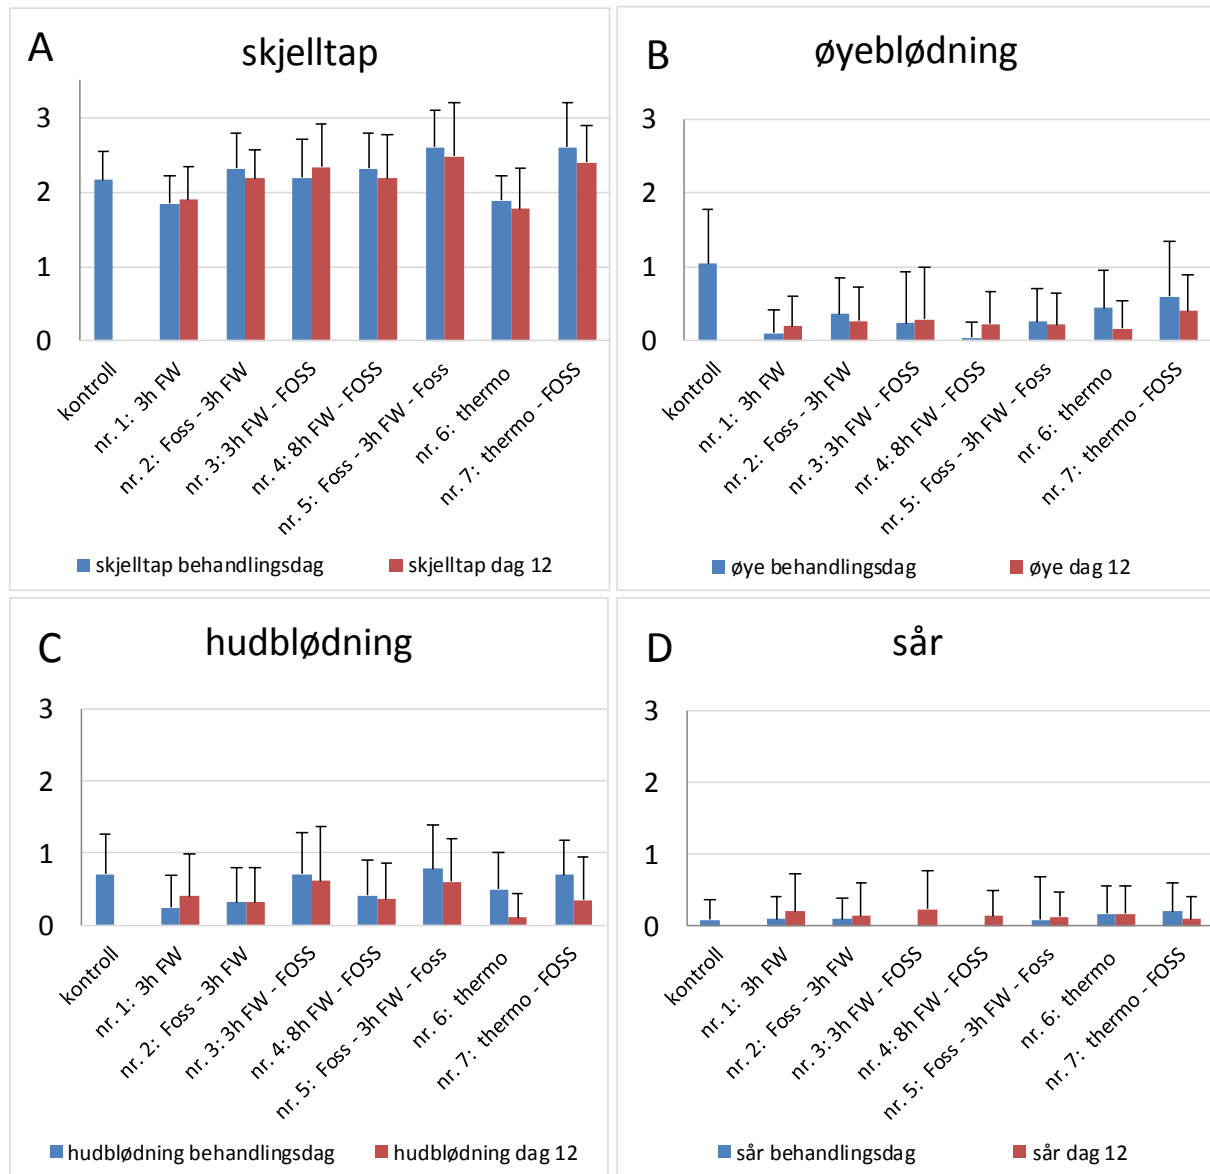 A
skjelltap
3
2
1
0
kontroll
nr. 1: 3h FW
nr. 2: Foss - 3h FW
nr. 3: 3h FW - FOSS
nr. 4: 8h FW - FOSS
nr. 5: Foss - 3h FW - Foss
nr. 6: thermo
nr. 7: thermo - FOSS
skjelltap behandlingsdag
skjelltap dag 12
B
øyeblødning
3
2
1
0
kontroll
nr. 1: 3h FW
nr. 2: Foss - 3h FW
nr. 3: 3h FW - FOSS
nr. 4: 8h FW - FOSS
nr. 5: Foss - 3h FW - Foss
nr. 6: thermo
nr. 7: thermo - FOSS
øye behandlingsdag
øye dag 12
C
hudblødning
3
2
1
0
kontroll
nr. 1: 3h FW
nr. 2: Foss - 3h FW
nr. 3: 3h FW - FOSS
nr. 4: 8h FW - FOSS
nr. 5: Foss - 3h FW - Foss
nr. 6: thermo
nr. 7: thermo - FOSS
hudblødning behandlingsdag
hudblødning dag 12
D
sår
3
2
1
0
kontroll
nr. 1: 3h FW
nr. 2: Foss - 3h FW
nr. 3: 3h FW - FOSS
nr. 4: 8h FW - FOSS
nr. 5: Foss - 3h FW - Foss
nr. 6: thermo
nr. 7: thermo - FOSS
sår behandlingsdag
sår dag 12